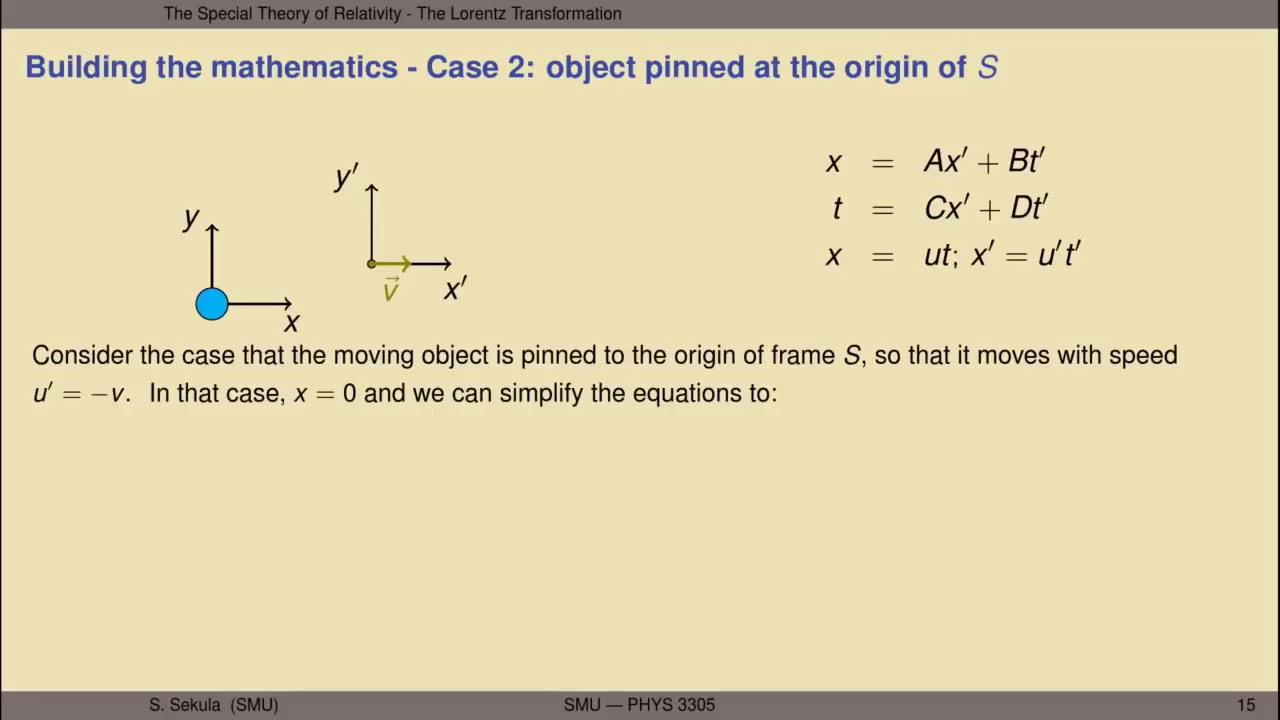 The Special Theory of Relativity - The Lorentz Transformation
Building the mathematics - Case 2: object pinned at the origin of S
x = Ax′ + Bt′
t = Cx′ + Dt′
x = ut; x′ = u′t′
y′
y
v⃗
x′
x
Consider the case that the moving object is pinned to the origin of frame S, so that it moves with speed
u′ = −v. In that case, x = 0 and we can simplify the equations to:
S. Sekula (SMU)
SMU — PHYS 3305
15